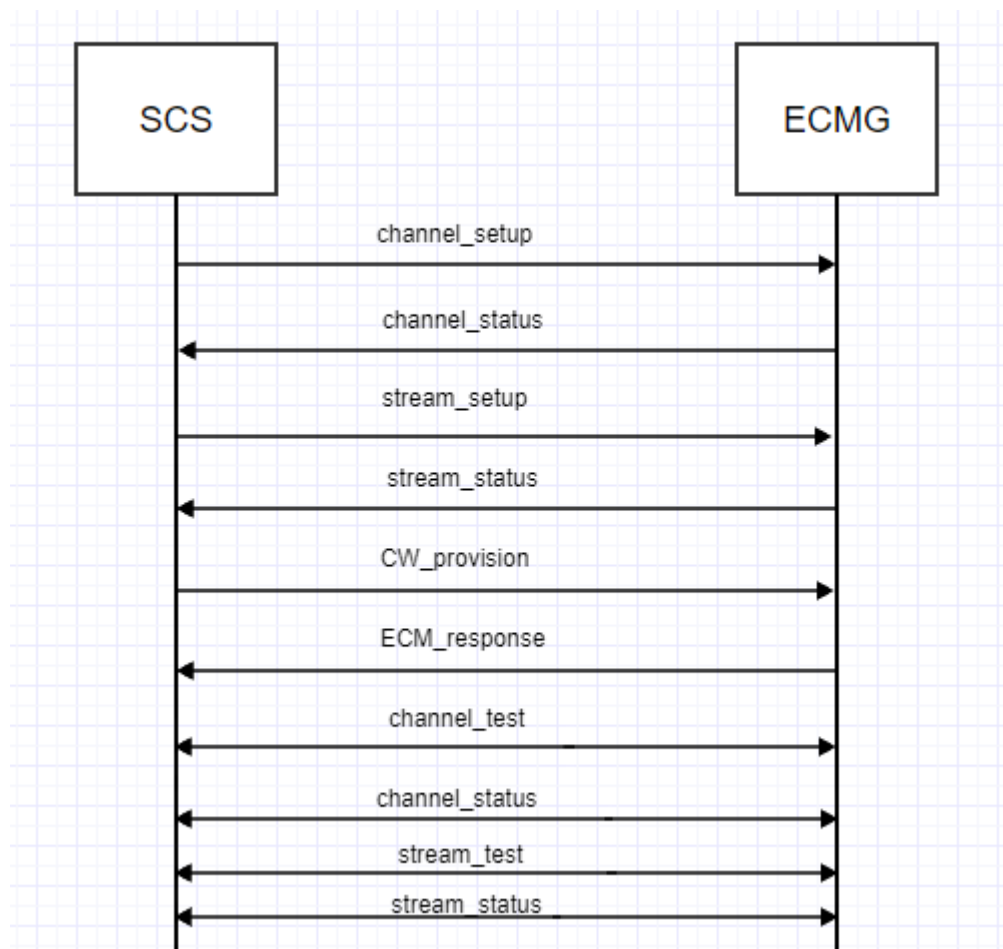 SCS
ECMG
channel_setup
channel_status
stream_setup
stream_status
CW_provision
ECM_response
channel_test
channel_status
stream_test
stream_status